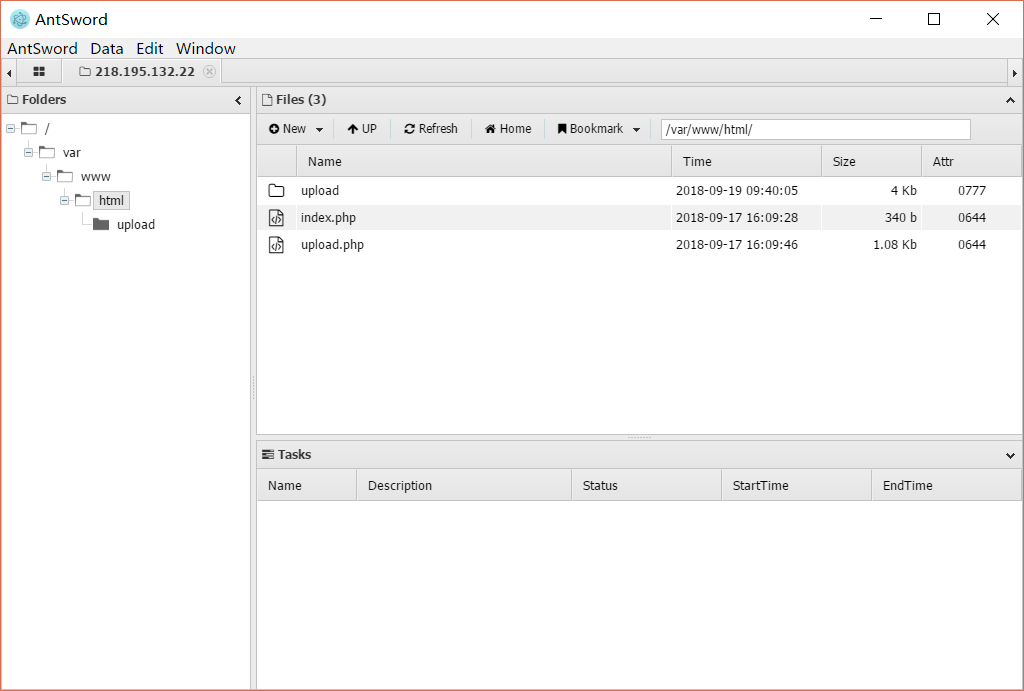 AntSword
AntSword Data Edit Window
218.195.132.22
Folders
/
var
www
html
upload
Files (3)
New UP Refresh Home Bookmark /var/www/html/
Name Time Size Attr
upload 2018-09-19 09:40:05 4 Kb 0777
index.php 2018-09-17 16:09:28 340 b 0644
upload.php 2018-09-17 16:09:46 1.08 Kb 0644
Tasks
Name Description Status StartTime EndTime